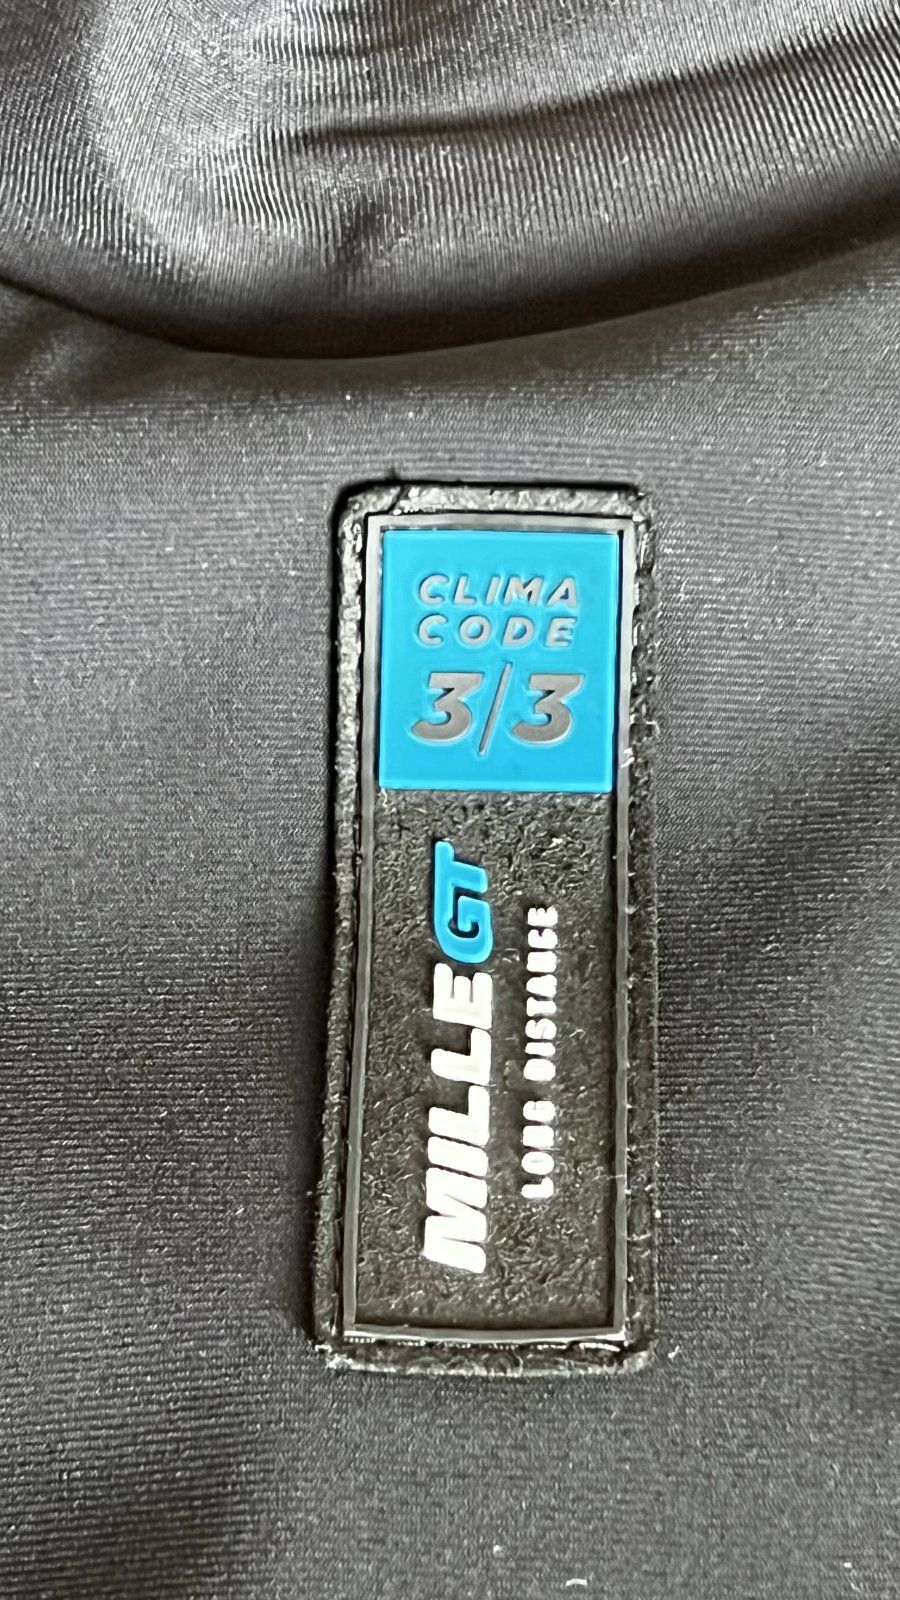 CLIMA
CODE
3/3
MILLE GT
LONG DISTANCE